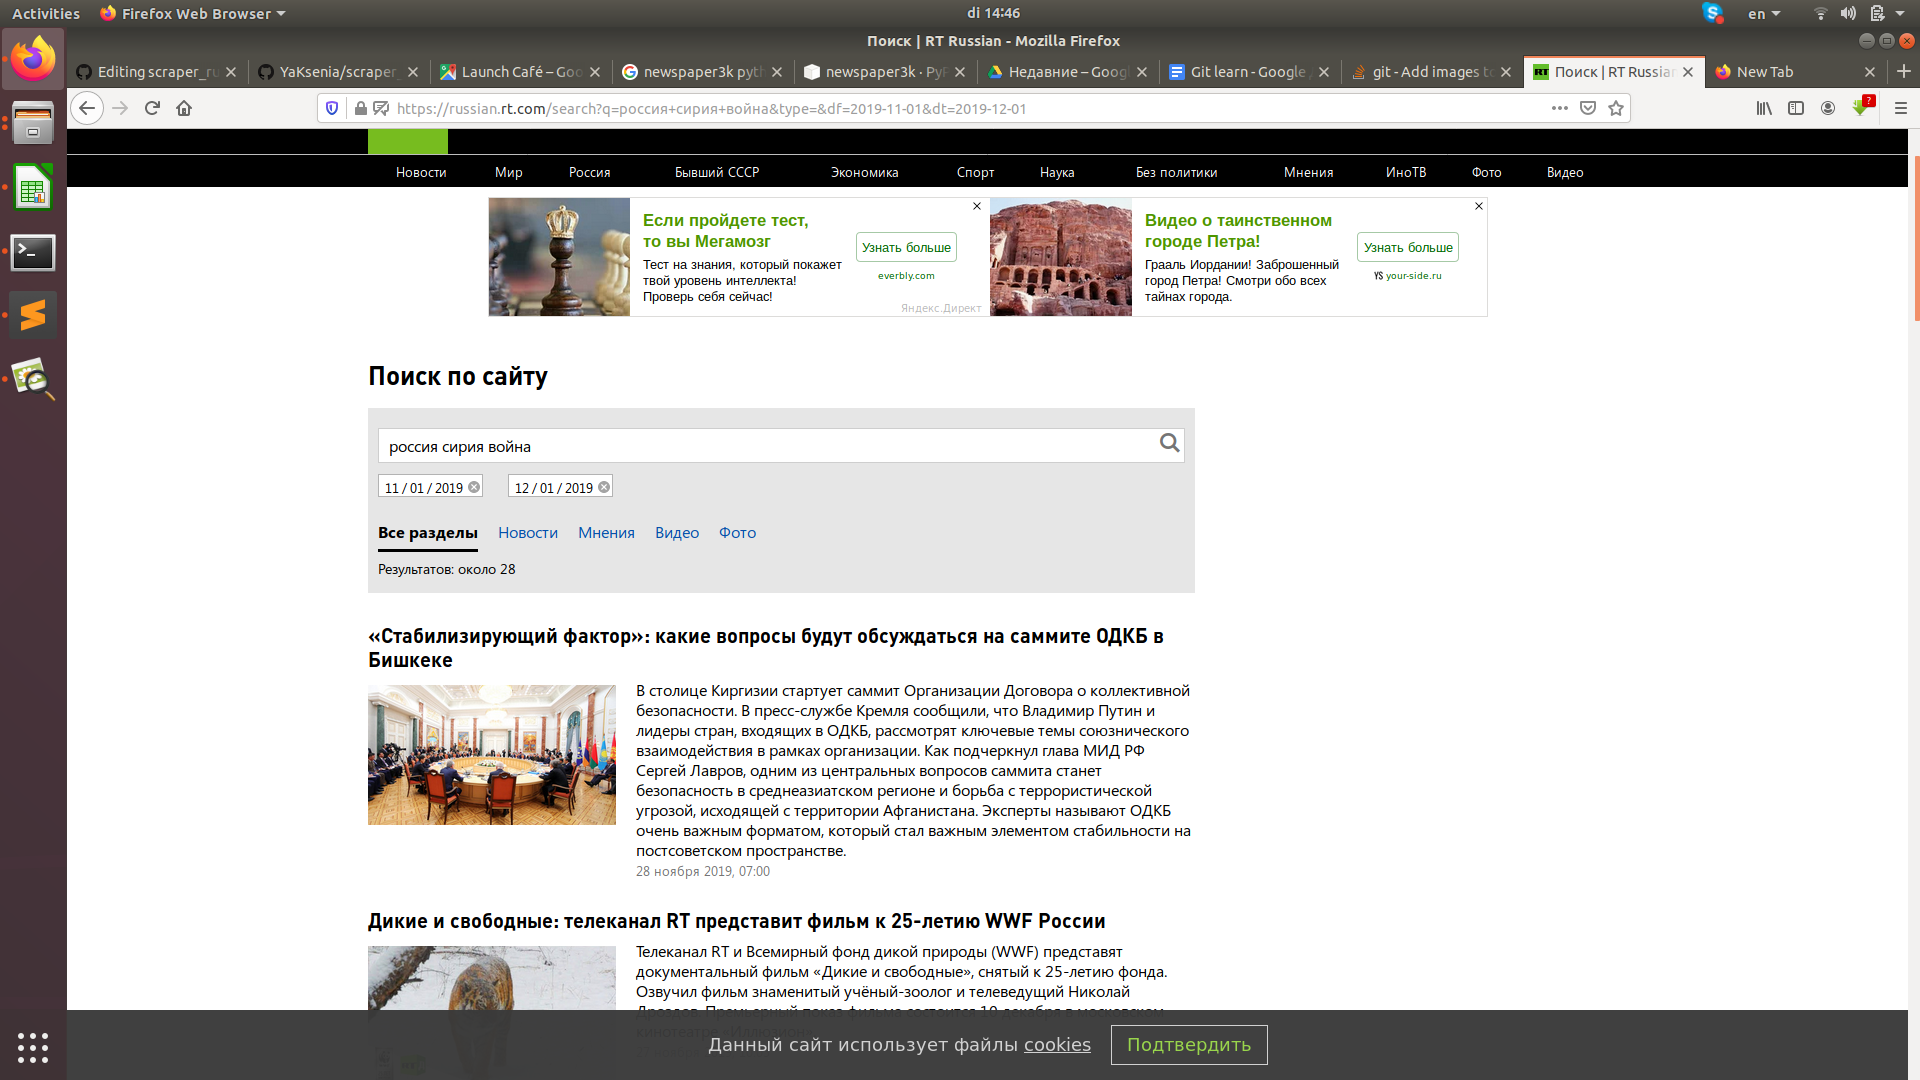 Activities
Firefox Web Browser
di 14:46
en
Поиск | RT Russian - Mozilla Firefox
Editing scraper_ru
YaKsenia/scraper_
Launch Café – Goo
newspaper3k pyth
newspaper3k · PyP
Недавние – Googl
Git learn - Google
git - Add images to
Поиск | RT Russian
New Tab
https://russian.rt.com/search?q=россия+сирия+война&type=&df=2019-11-01&dt=2019-12-01
Новости
Мир
Россия
Бывший СССР
Экономика
Спорт
Наука
Без политики
Мнения
ИноТВ
Фото
Видео
Если пройдете тест,
то вы Мегамозг
Тест на знания, который покажет
твой уровень интеллекта!
Проверь себя сейчас!
Узнать больше
everbly.com
Яндекс.Директ
Видео о таинственном
городе Петра!
Грааль Иордании! Заброшенный
город Петра! Смотри обо всех
тайнах города.
Узнать больше
YS your-side.ru
Поиск по сайту
россия сирия война
11 / 01 / 2019
12 / 01 / 2019
Все разделы
Новости
Мнения
Видео
Фото
Результатов: около 28
«Стабилизирующий фактор»: какие вопросы будут обсуждаться на саммите ОДКБ в
Бишкеке
В столице Киргизии стартует саммит Организации Договора о коллективной
безопасности. В пресс-службе Кремля сообщили, что Владимир Путин и
лидеры стран, входящих в ОДКБ, рассмотрят ключевые темы союзнического
взаимодействия в рамках организации. Как подчеркнул глава МИД РФ
Сергей Лавров, одним из центральных вопросов саммита станет
безопасность в среднеазиатском регионе и борьба с террористической
угрозой, исходящей с территории Афганистана. Эксперты называют ОДКБ
очень важным форматом, который стал важным элементом стабильности на
постсоветском пространстве.
28 ноября 2019, 07:00
Дикие и свободные: телеканал RT представит фильм к 25-летию WWF России
Телеканал RT и Всемирный фонд дикой природы (WWF) представят
документальный фильм «Дикие и свободные», снятый к 25-летию фонда.
Озвучил фильм знаменитый учёный-зоолог и телеведущий Николай
Дроздов. Премьерный показ фильма состоится 10 декабря в московском
кинотеатре «Иллюзион».
Данный сайт использует файлы cookies
Подтвердить